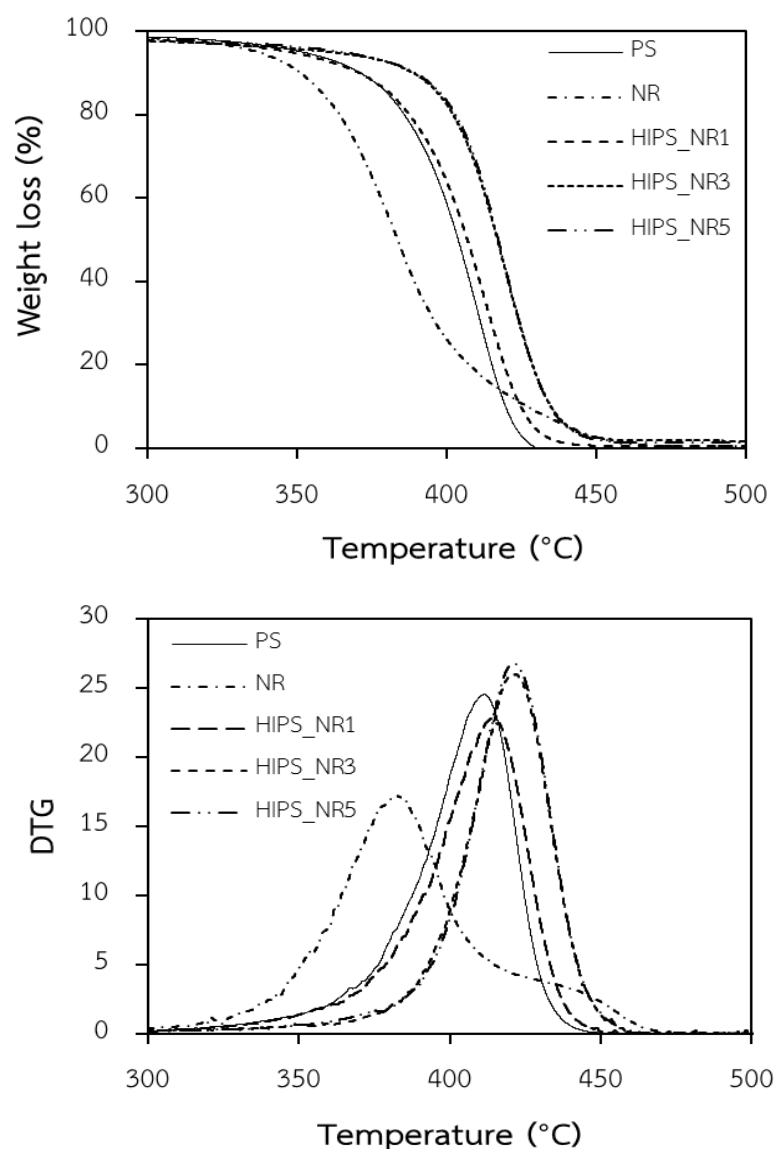 100
80
60
40
20
0
Weight loss (%)
PS
NR
HIPS_NR1
HIPS_NR3
HIPS_NR5
300 350 400 450 500
Temperature (°C)
30
25
20
15
10
5
0
DTG
PS
NR
HIPS_NR1
HIPS_NR3
HIPS_NR5
300 350 400 450 500
Temperature (°C)